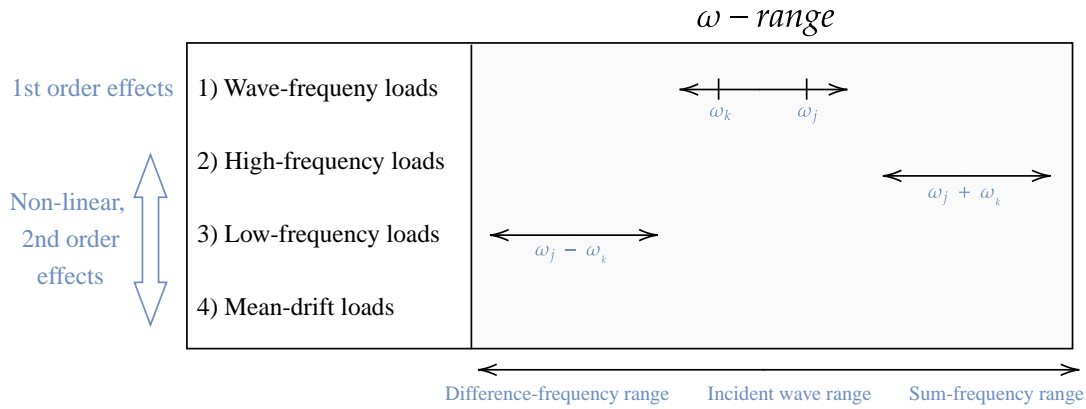 ω − range
1st order effects
1) Wave-frequeny loads
ω_k
ω_j
2) High-frequency loads
ω_j + ω_k
Non-linear,
2nd order
effects
3) Low-frequency loads
ω_j − ω_k
4) Mean-drift loads
Difference-frequency range
Incident wave range
Sum-frequency range